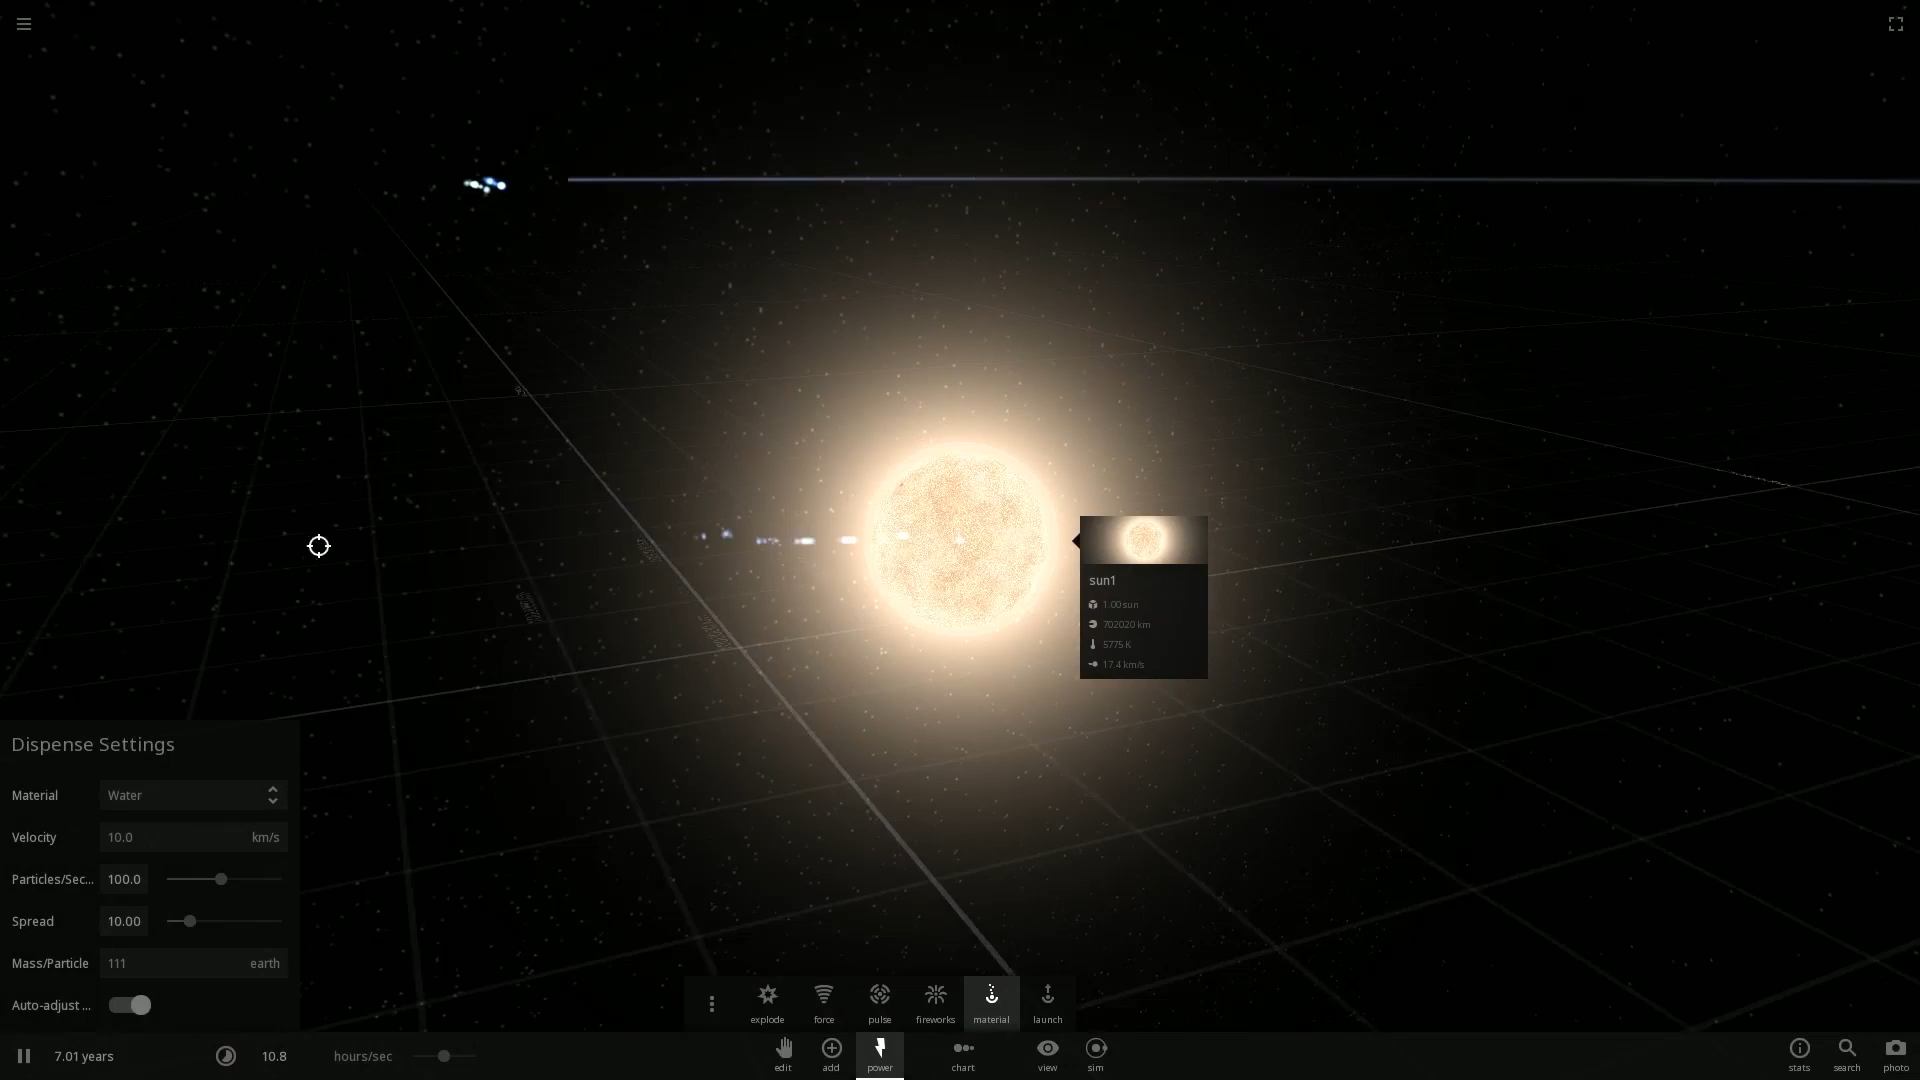 sun1
1.00 sun
702020 km
5775 K
17.4 km/s
Dispense Settings
Material Water
Velocity 10.0 km/s
Particles/Sec... 100.0
Spread 10.00
Mass/Particle 111 earth
Auto-adjust ...
explode force pulse fireworks material launch
7.01 years 10.8 hours/sec
edit add power chart view sim
stats search photo